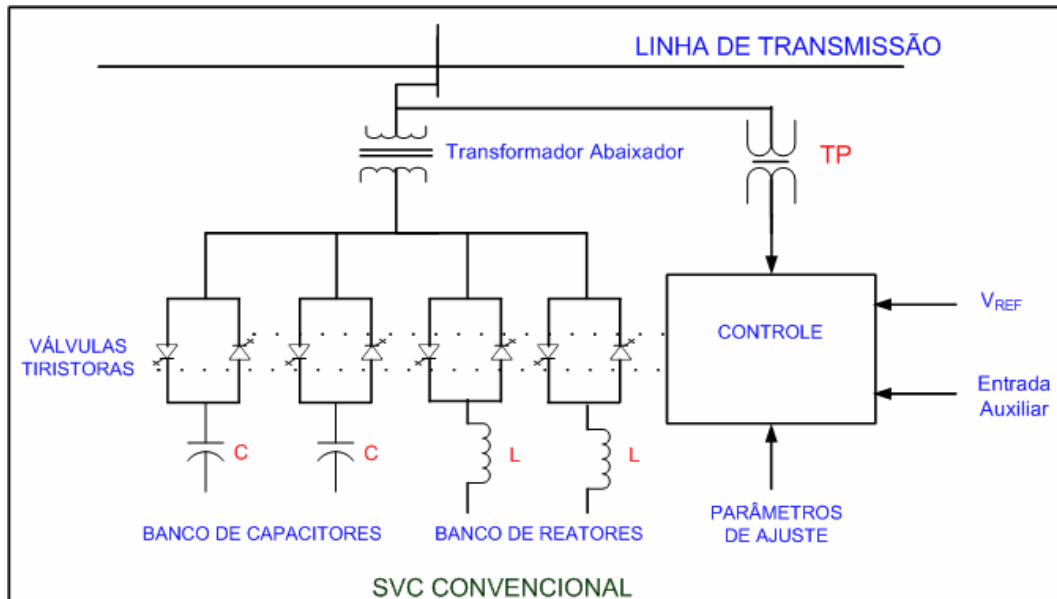 LINHA DE TRANSMISSÃO
Transformador Abaixador
TP
VÁLVULAS
TIRISTORAS
CONTROLE
V_REF
Entrada
Auxiliar
C
C
L
L
BANCO DE CAPACITORES
BANCO DE REATORES
PARÂMETROS
DE AJUSTE
SVC CONVENCIONAL